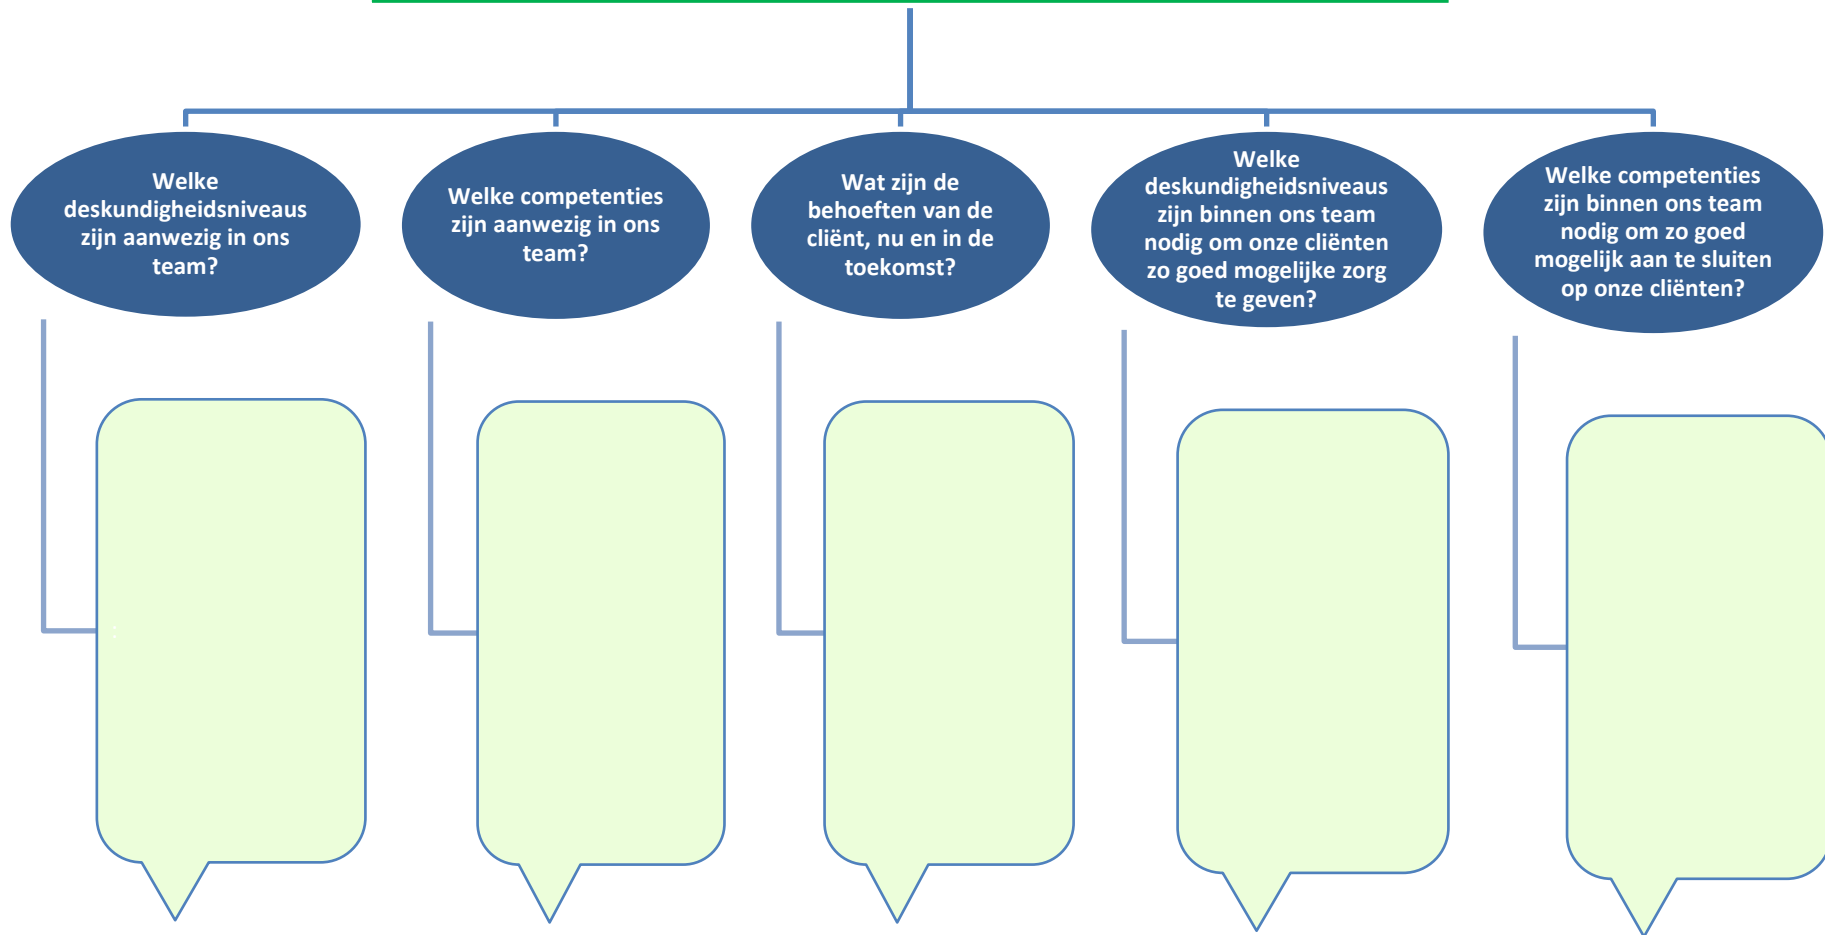 Welke
deskundigheidsniveaus
zijn aanwezig in ons
team?
Welke competenties
zijn aanwezig in ons
team?
Wat zijn de
behoeften van de
cliënt, nu en in de
toekomst?
Welke
deskundigheidsniveaus
zijn binnen ons team
nodig om onze cliënten
zo goed mogelijke zorg
te geven?
Welke competenties
zijn binnen ons team
nodig om zo goed
mogelijk aan te sluiten
op onze cliënten?